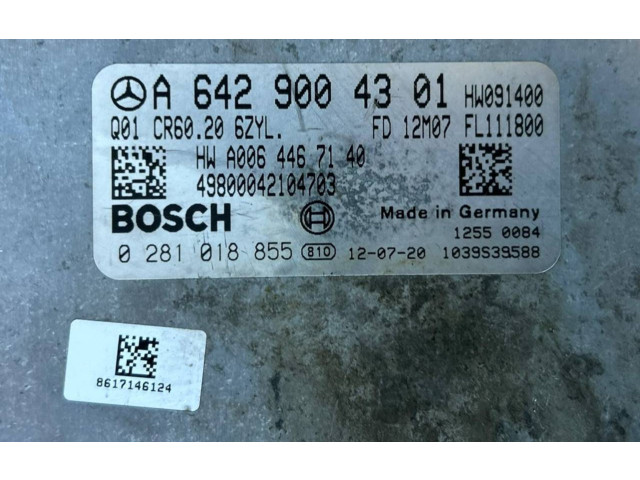 A 642 900 43 01 HW091400
Q01 CR60.20 6ZYL. FD 12M07 FL111800
HW A006 446 71 40
49800042104703
BOSCH Made in Germany
1255 0084
0 281 018 855 810 12-07-20 1039S39588
8617146124